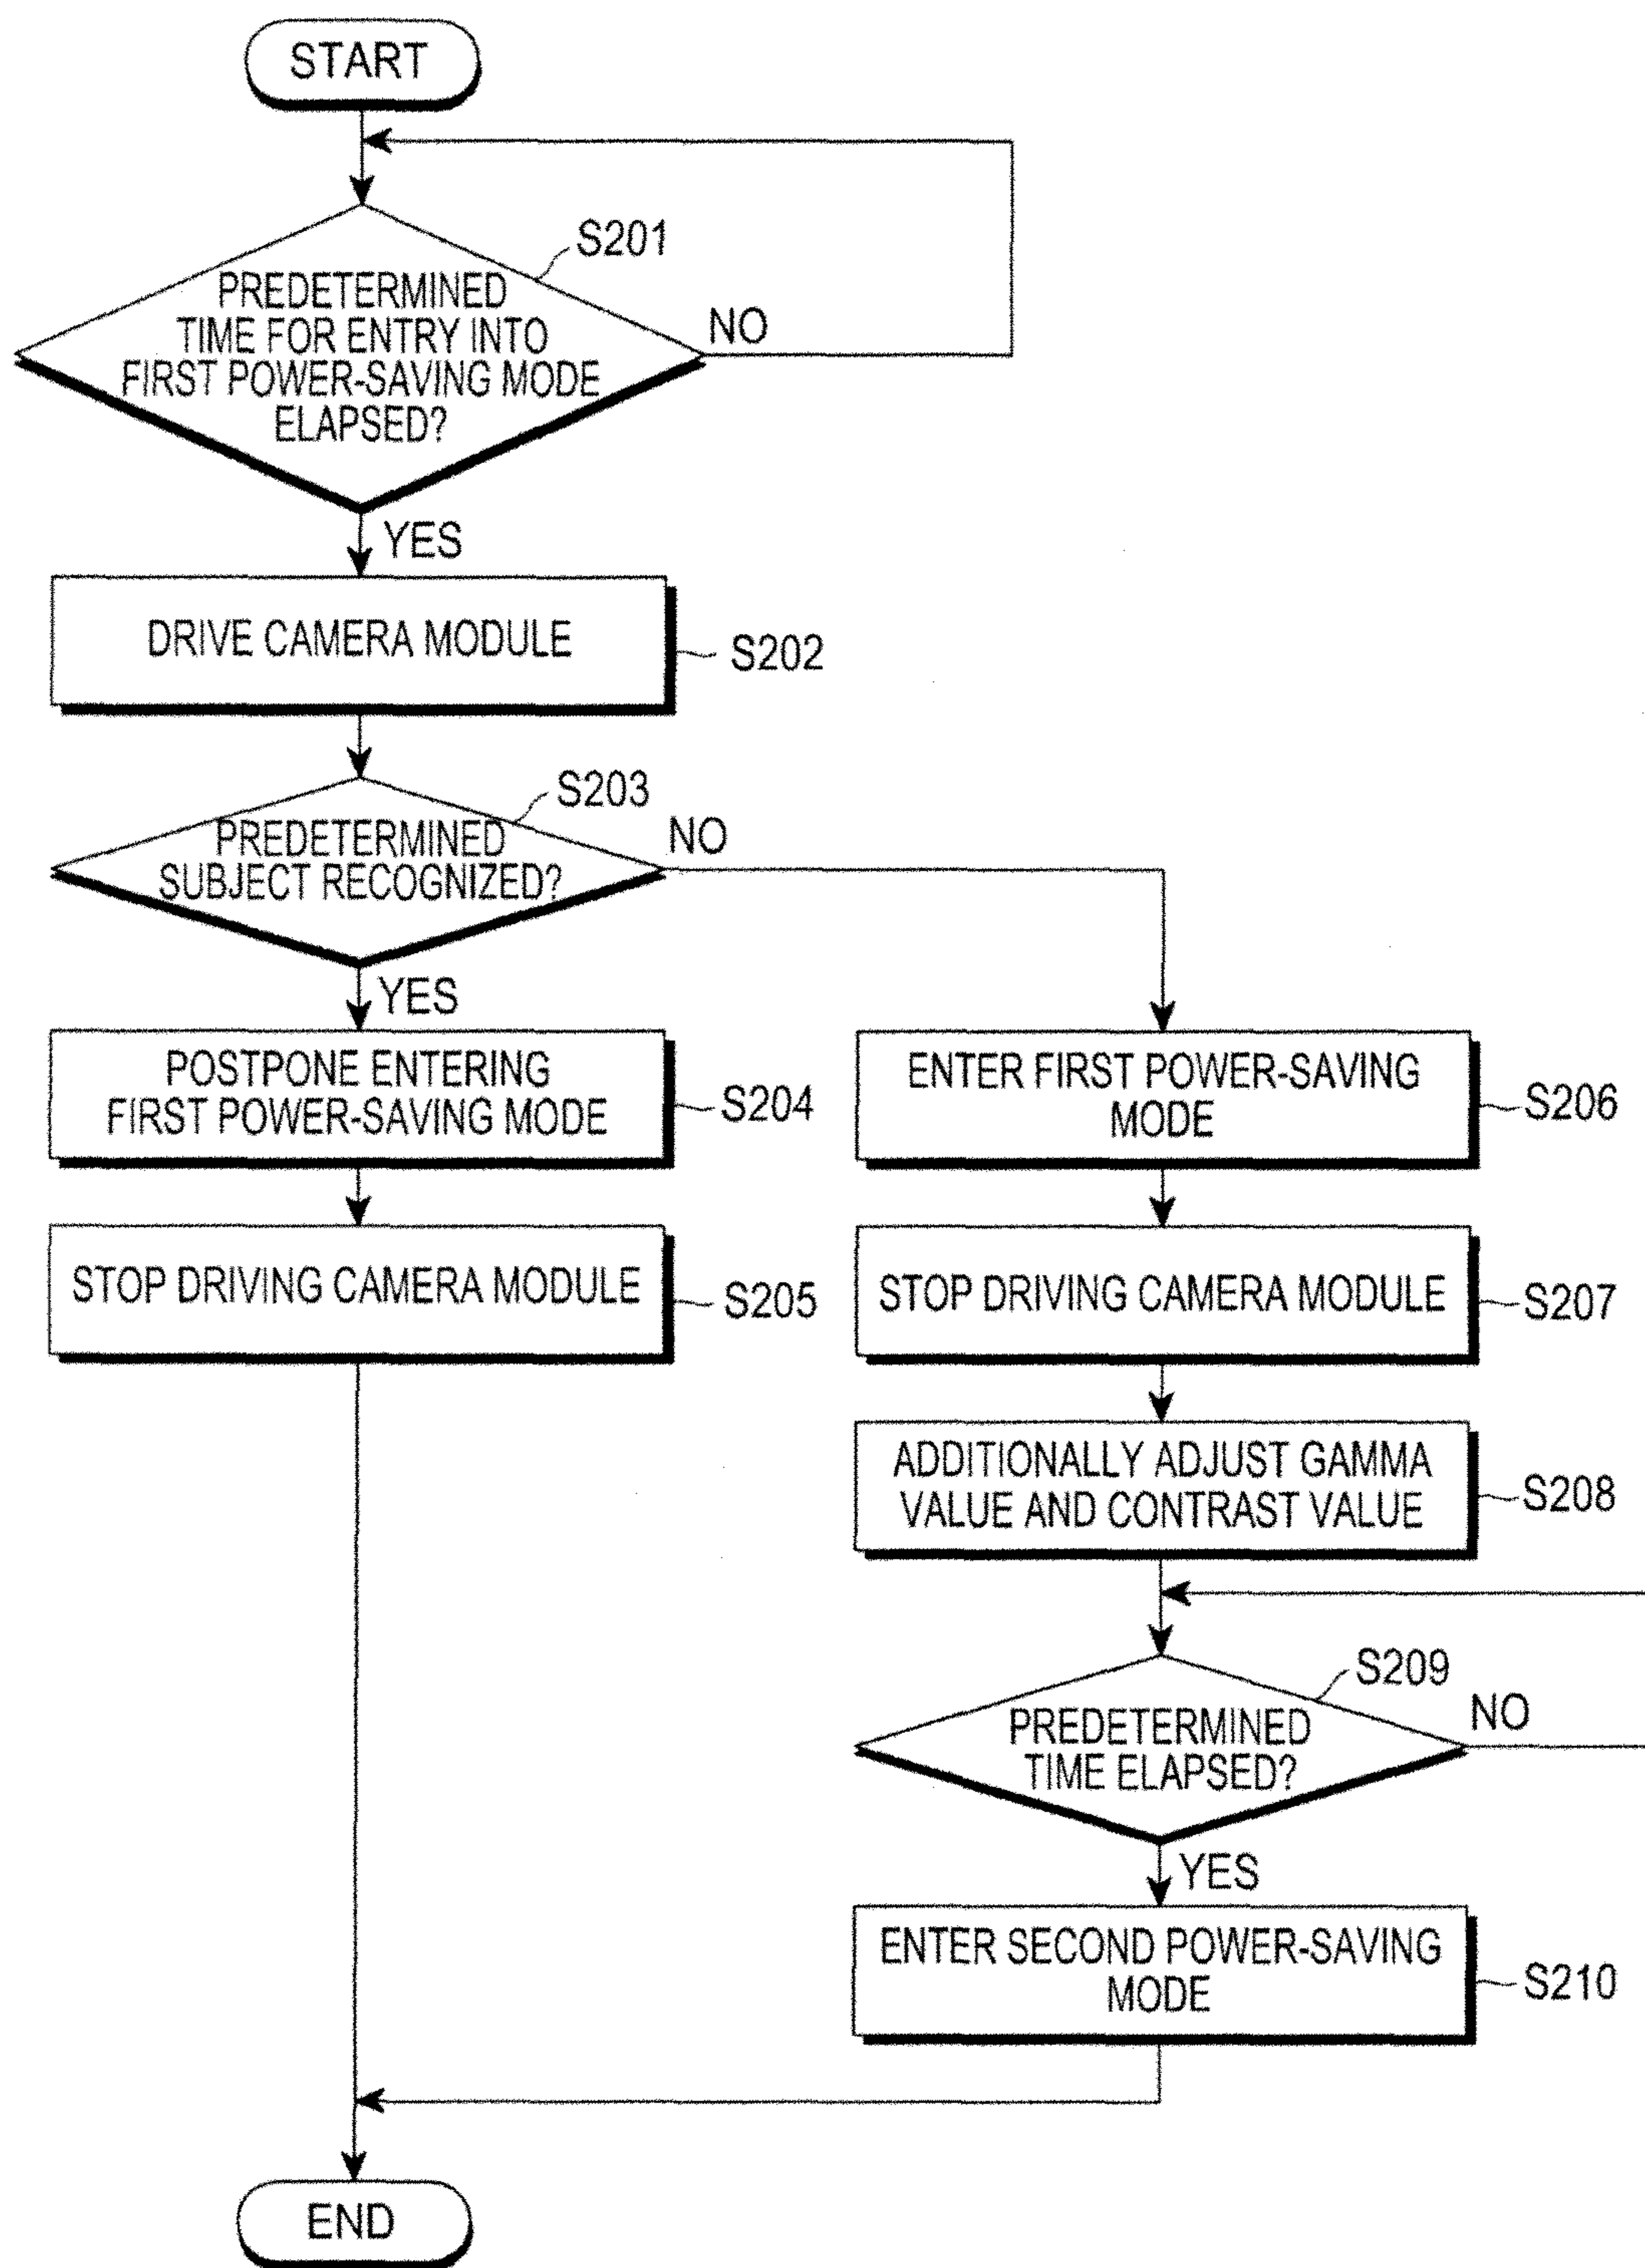 START
S201
PREDETERMINED
TIME FOR ENTRY INTO
FIRST POWER-SAVING MODE
ELAPSED?
NO
YES
DRIVE CAMERA MODULE
S202
S203
PREDETERMINED
SUBJECT RECOGNIZED?
NO
YES
POSTPONE ENTERING
FIRST POWER-SAVING MODE
S204
STOP DRIVING CAMERA MODULE
S205
ENTER FIRST POWER-SAVING
MODE
S206
STOP DRIVING CAMERA MODULE
S207
ADDITIONALLY ADJUST GAMMA
VALUE AND CONTRAST VALUE
S208
S209
PREDETERMINED
TIME ELAPSED?
NO
YES
ENTER SECOND POWER-SAVING
MODE
S210
END